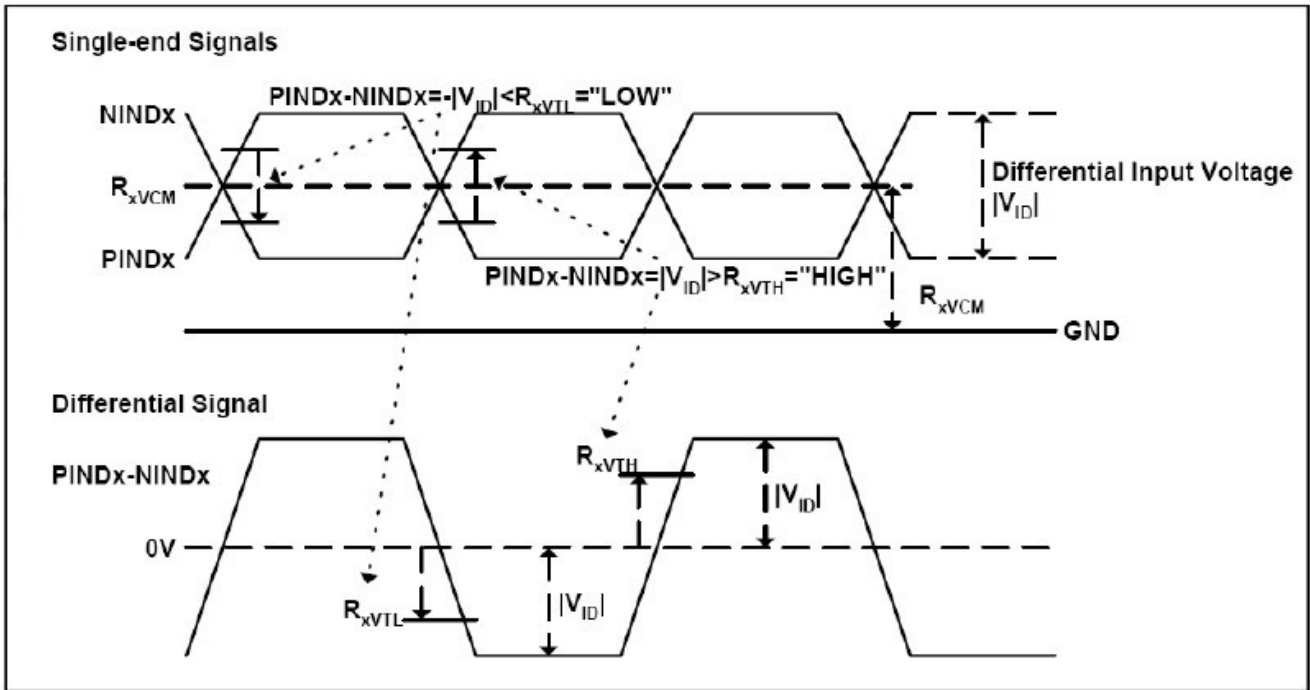 Single-end Signals
PINDx-NINDx=-|VID|<RxVTL="LOW"
NINDx
RxVCM
Differential Input Voltage
|VID|
PINDx
PINDx-NINDx=|VID|>RxVTH="HIGH"
RxVCM
GND
Differential Signal
PINDx-NINDx
RxVTH
|VID|
0V
RxVTL
|VID|